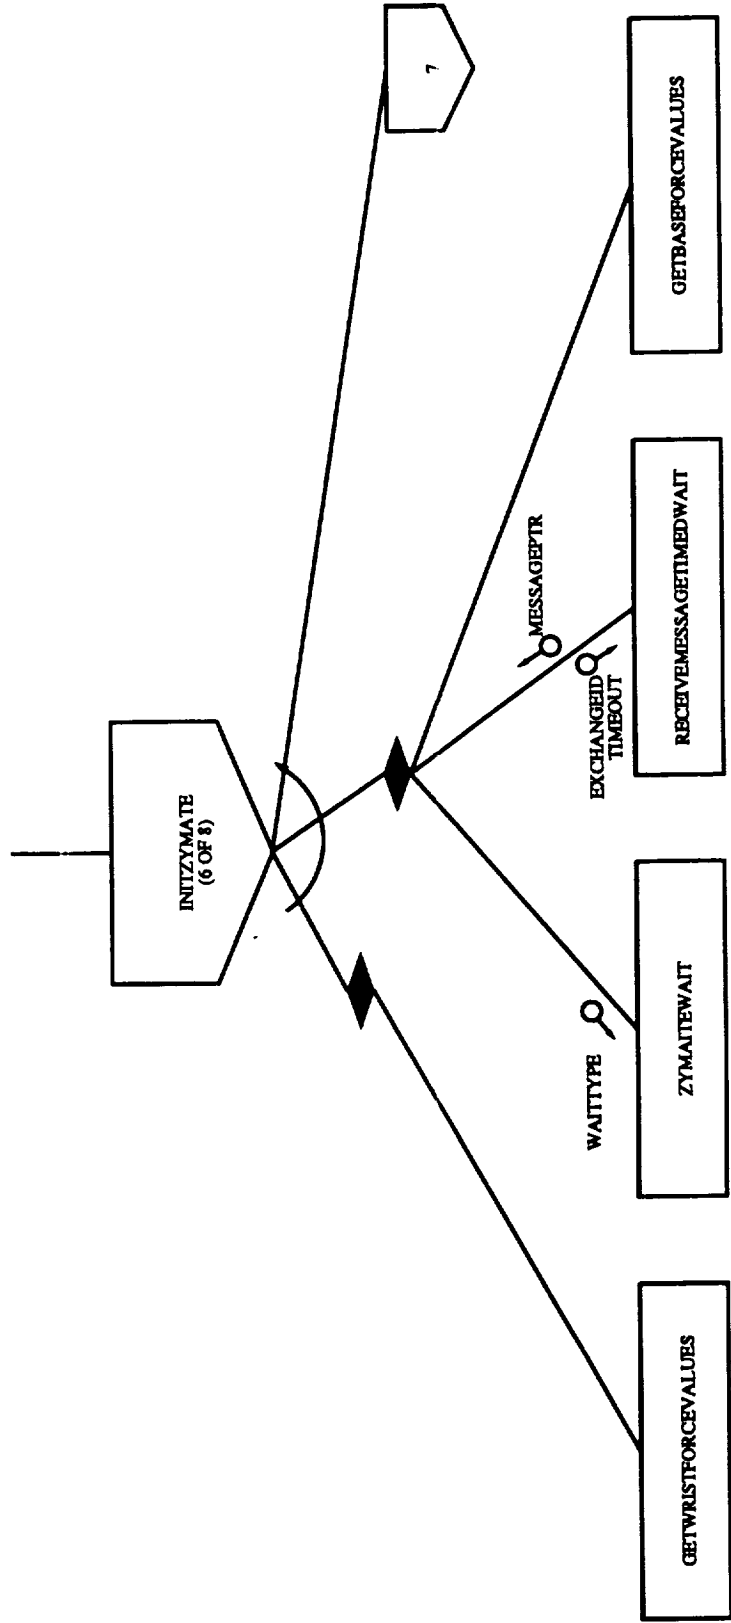 INITZYMATE
(6 OF 8)
7
MESSAGEPTR
EXCHANGEID
TIMEOUT
WAITTYPE
GETWRISTFORCEVALUES
ZYMAITEWAIT
RECEIVEMESSAGETIMEDWAIT
GETBASEFORCEVALUES